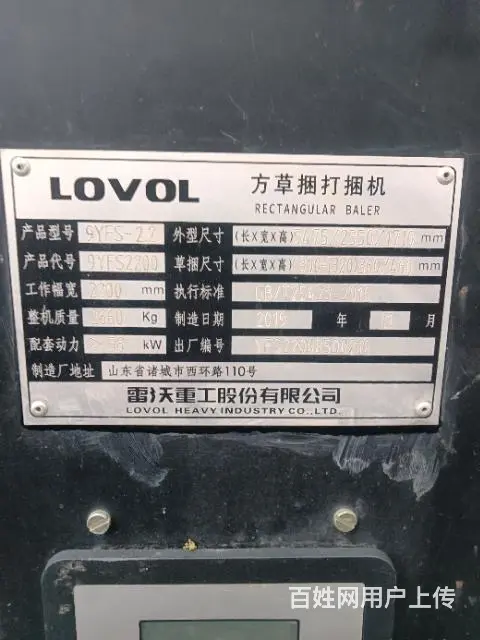 LOVOL 方草捆打捆机
RECTANGULAR BALER
产品型号 9YFS-2.2 外型尺寸 (长X宽X高) mm
产品代号 9YFS2200 草捆尺寸 (长X宽X高) mm
工作幅宽 2200 mm 执行标准
整机质量 Kg 制造日期 2019 年 月
配套动力 kW 出厂编号
制造厂地址 山东省诸城市西环路110号
雷沃重工股份有限公司
LOVOL HEAVY INDUSTRY CO.,LTD.
百姓网用户上传